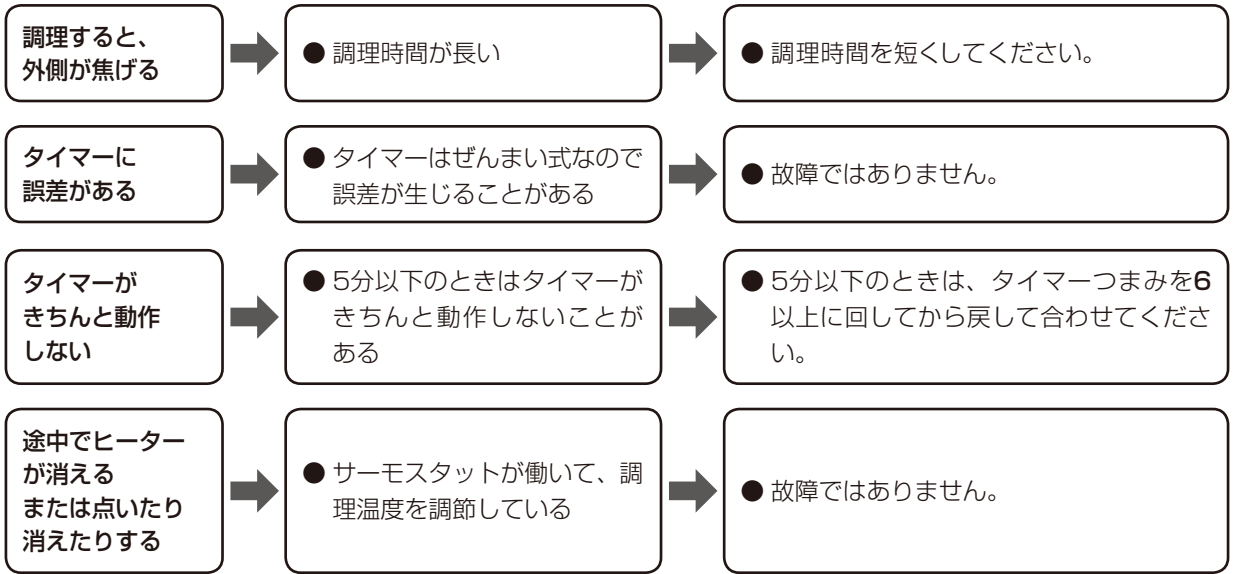 調理すると、
外側が焦げる
● 調理時間が長い
● 調理時間を短くしてください。
タイマーに
誤差がある
● タイマーはぜんまい式なので
誤差が生じることがある
● 故障ではありません。
タイマーが
きちんと動作
しない
● 5分以下のときはタイマーが
きちんと動作しないことが
ある
● 5分以下のときは、タイマーつまみを6
以上に回してから戻して合わせてくださ
い。
途中でヒーター
が消える
または点いたり
消えたりする
● サーモスタットが働いて、調
理温度を調節している
● 故障ではありません。